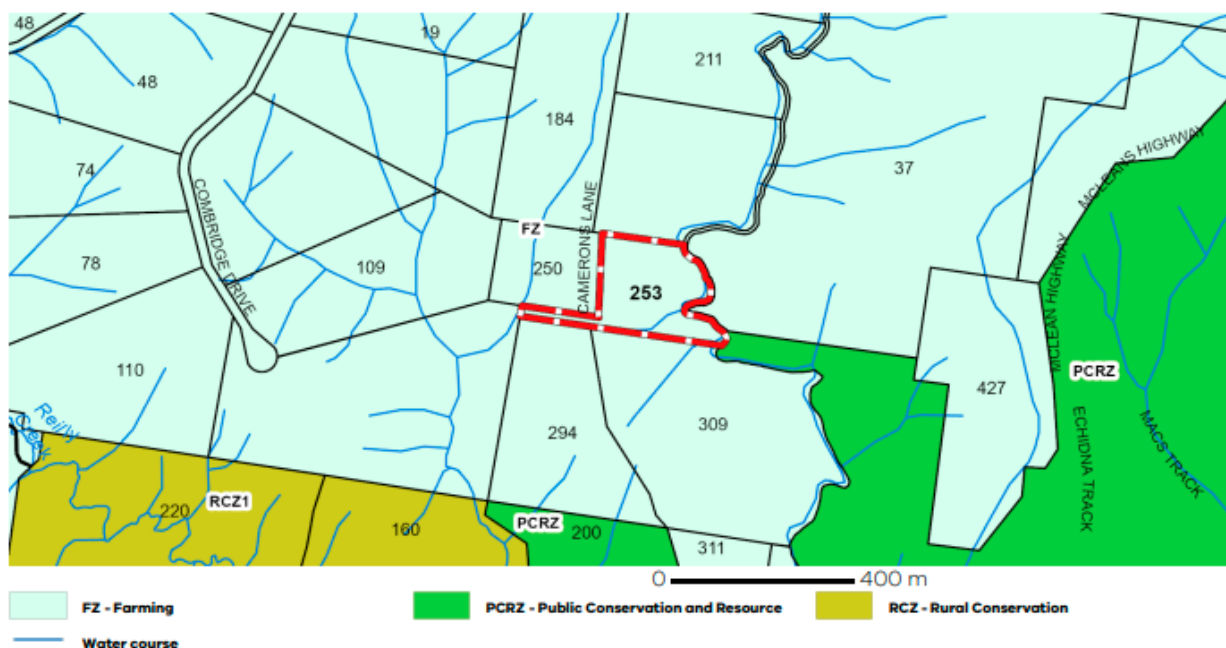 48
19
48
211
184
74
37
MCLEANS HIGHWAY
COMBRIDGE DRIVE
CAMERONS LANE
FZ
78
109
250
253
MCLEAN HIGHWAY
110
PCRZ
427
Reilly
Creek
294
309
ECHIDNA TRACK
MACS TRACK
RCZ1
220
160
PCRZ
200
311
0 400 m
FZ - Farming
PCRZ - Public Conservation and Resource
RCZ - Rural Conservation
Water course